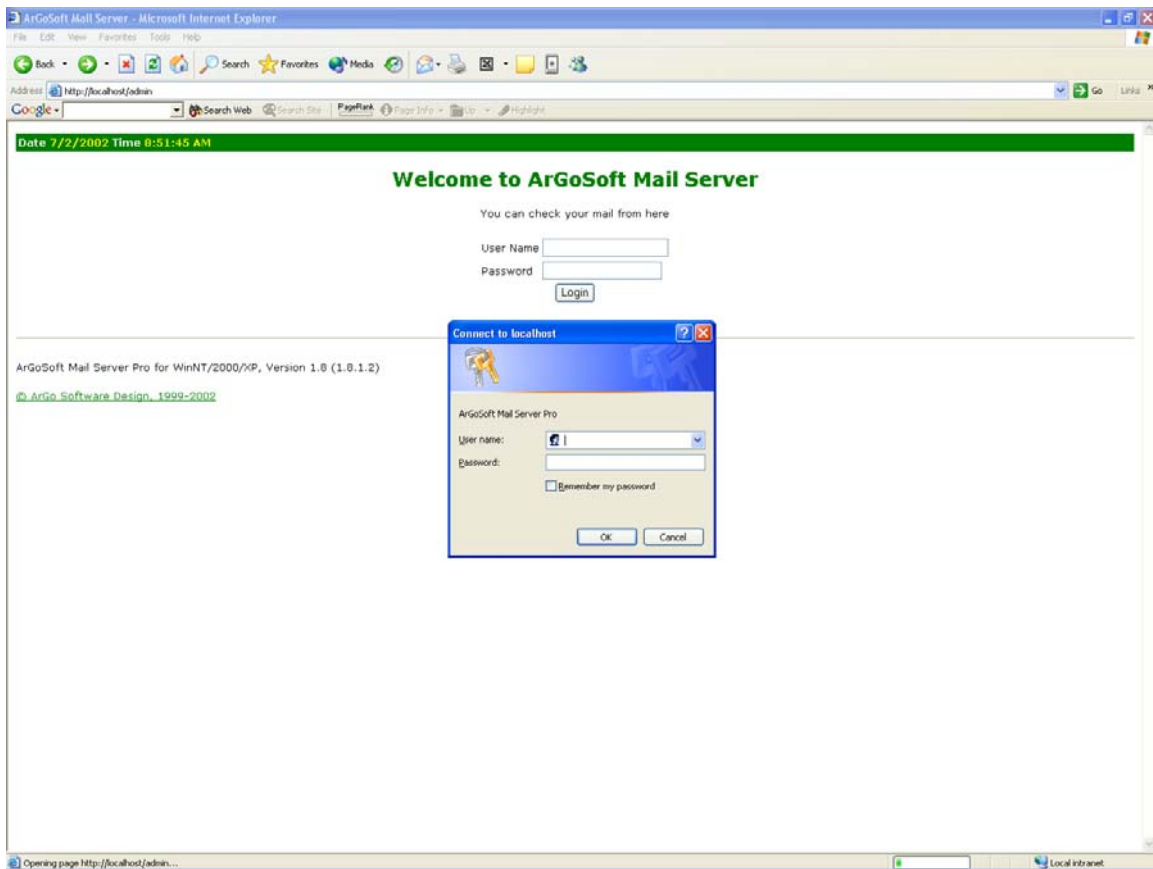 ArGoSoft Mail Server - Microsoft Internet Explorer
File Edit View Favorites Tools Help
Back Search Favorites Media
Address http://localhost/admin Go Links »
Google Search Web Search Site PageRank Page Info Up Highlight
Date 7/2/2002 Time 8:51:45 AM
Welcome to ArGoSoft Mail Server
You can check your mail from here
User Name
Password
Login
Connect to localhost
ArGoSoft Mail Server Pro for WinNT/2000/XP, Version 1.8 (1.8.1.2)
© ArGo Software Design, 1999-2002
ArGoSoft Mail Server Pro
User name:
Password:
Remember my password
OK Cancel
Opening page http://localhost/admin... Local intranet